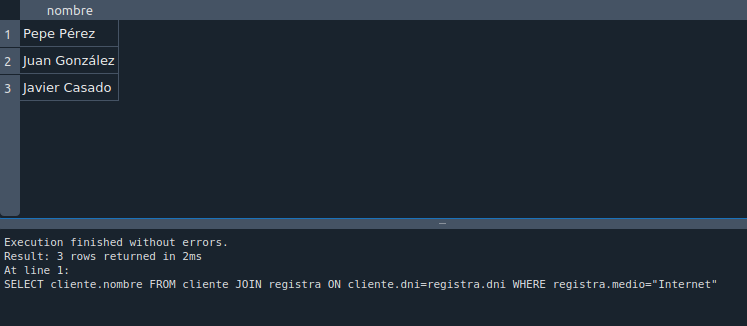 nombre
1 Pepe Pérez
2 Juan González
3 Javier Casado
Execution finished without errors.
Result: 3 rows returned in 2ms
At line 1:
SELECT cliente.nombre FROM cliente JOIN registra ON cliente.dni=registra.dni WHERE registra.medio="Internet"